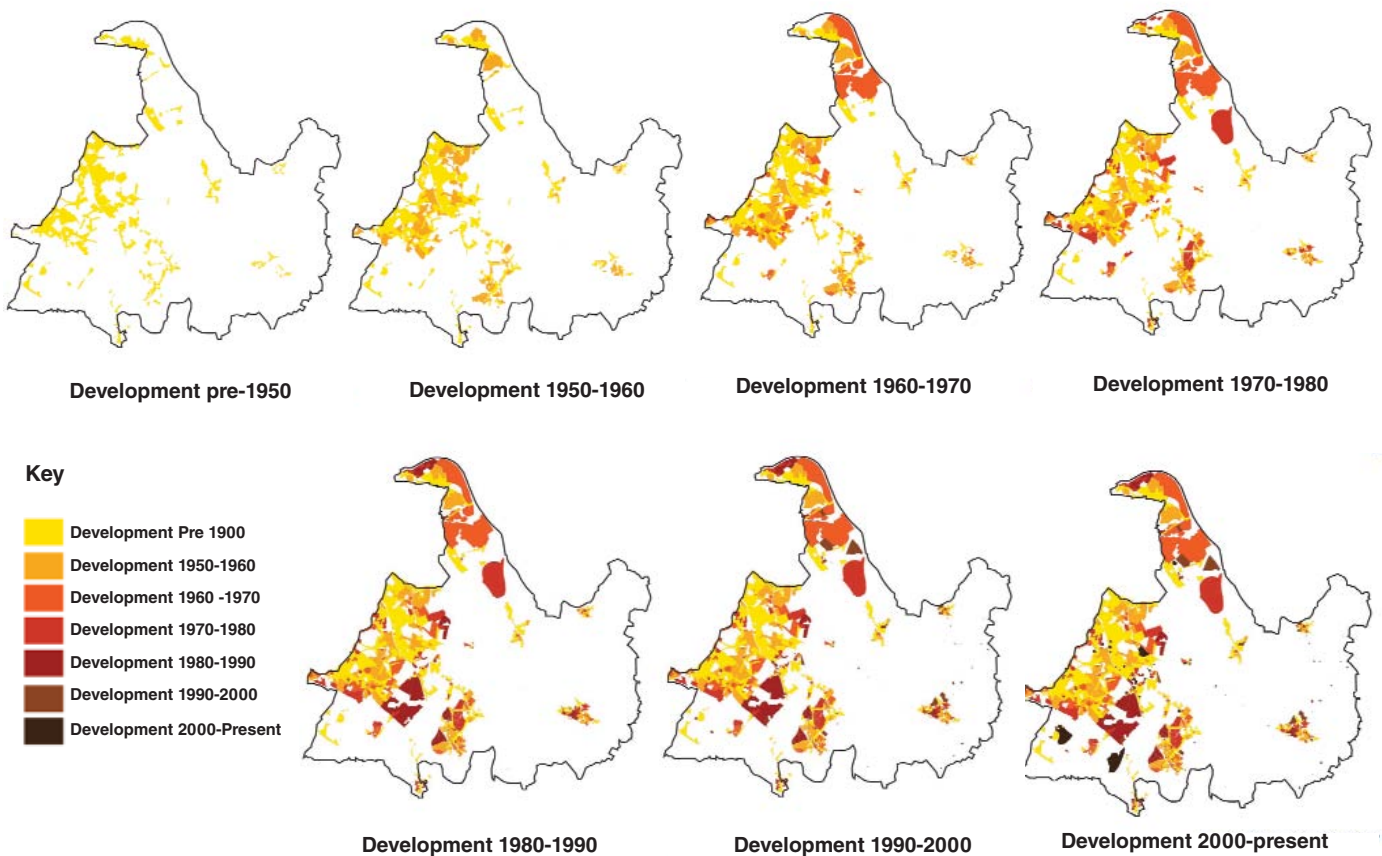 Development pre-1950
Development 1950-1960
Development 1960-1970
Development 1970-1980
Key
Development Pre 1900
Development 1950-1960
Development 1960 -1970
Development 1970-1980
Development 1980-1990
Development 1990-2000
Development 2000-Present
Development 1980-1990
Development 1990-2000
Development 2000-present